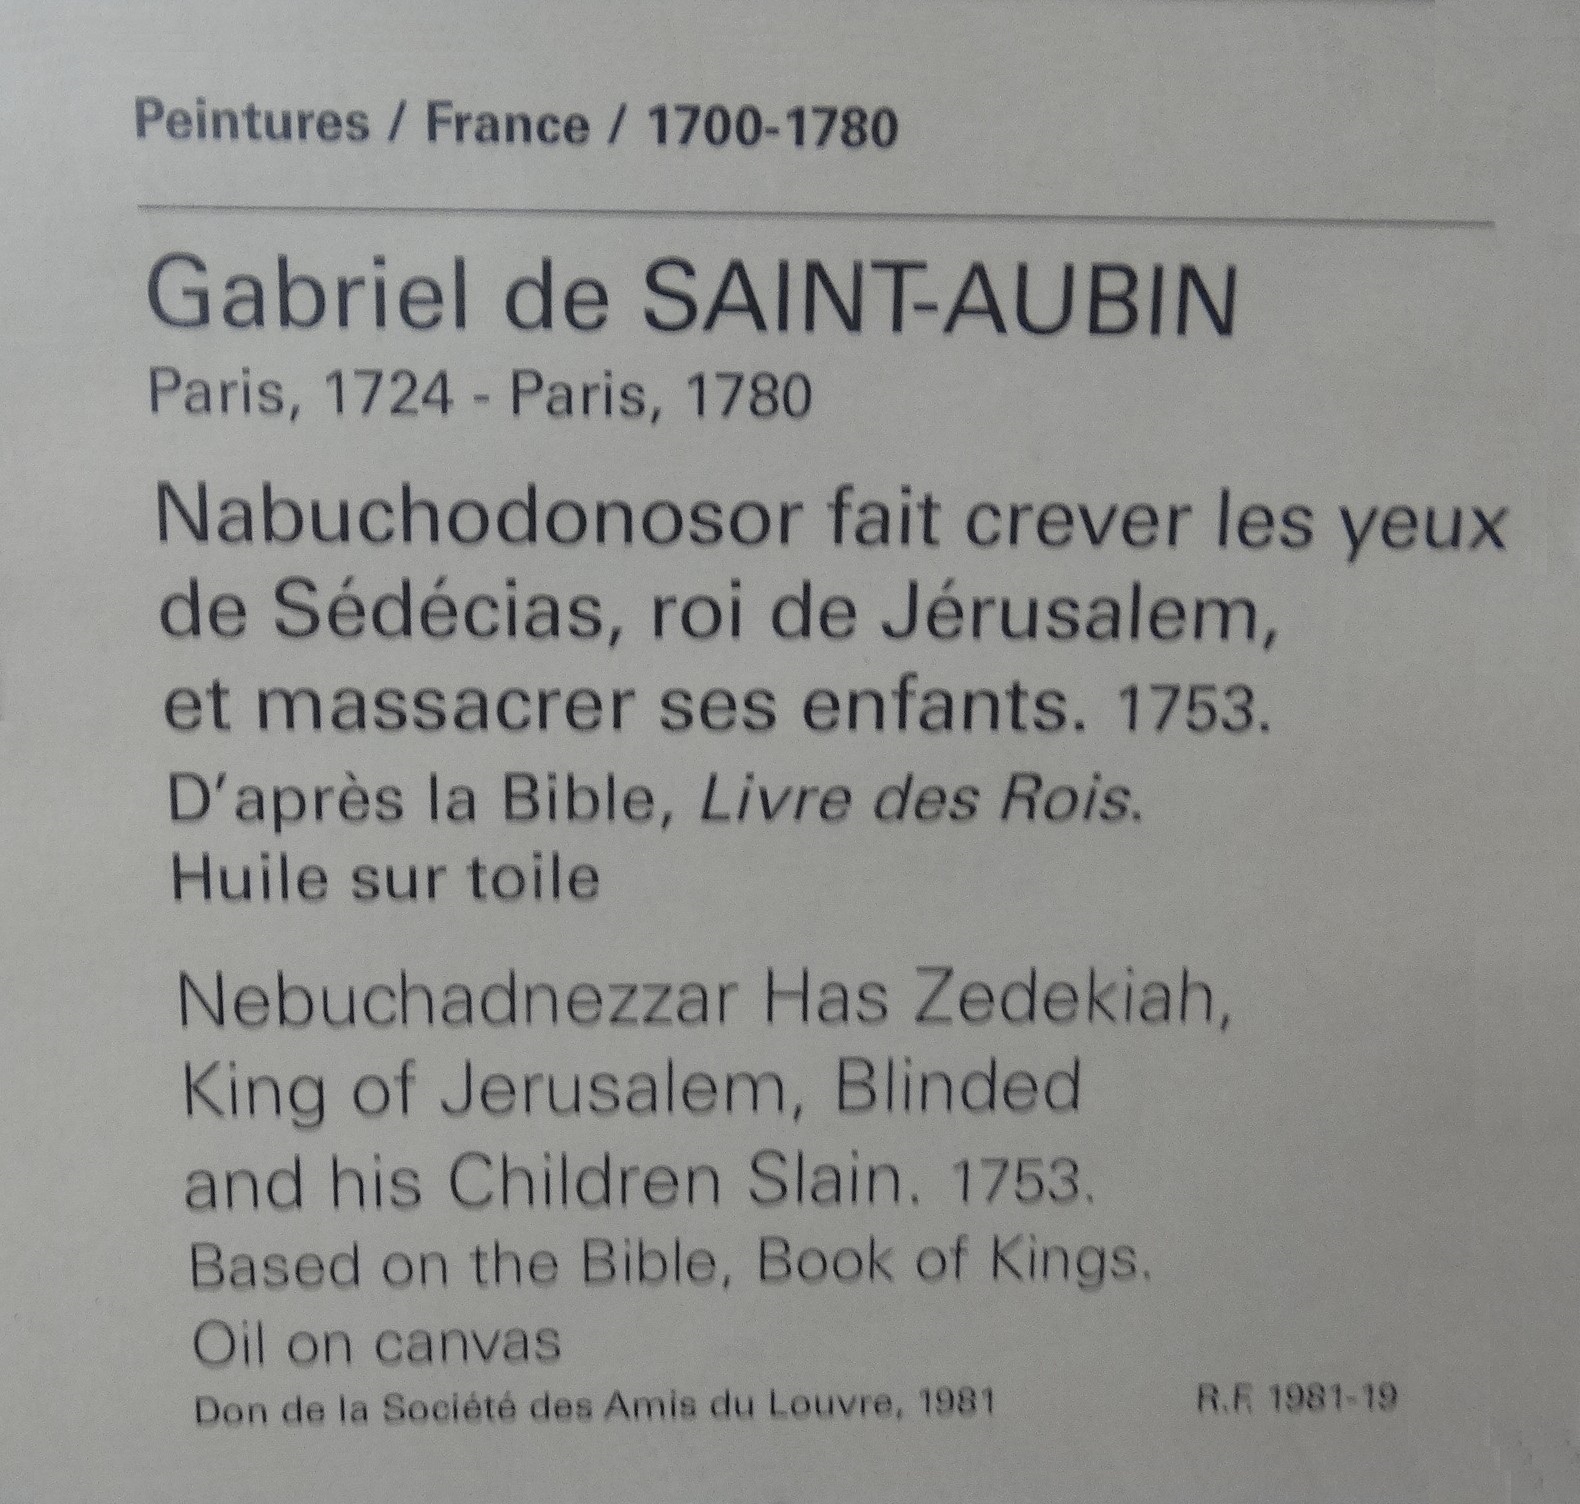 Peintures / France / 1700-1780
Gabriel de SAINT-AUBIN
Paris, 1724 - Paris, 1780
Nabuchodonosor fait crever les yeux
de Sédécias, roi de Jérusalem,
et massacrer ses enfants. 1753.
D'après la Bible, Livre des Rois.
Huile sur toile
Nebuchadnezzar Has Zedekiah,
King of Jerusalem, Blinded
and his Children Slain. 1753.
Based on the Bible, Book of Kings.
Oil on canvas
Don de la Société des Amis du Louvre, 1981 R.F. 1981-19